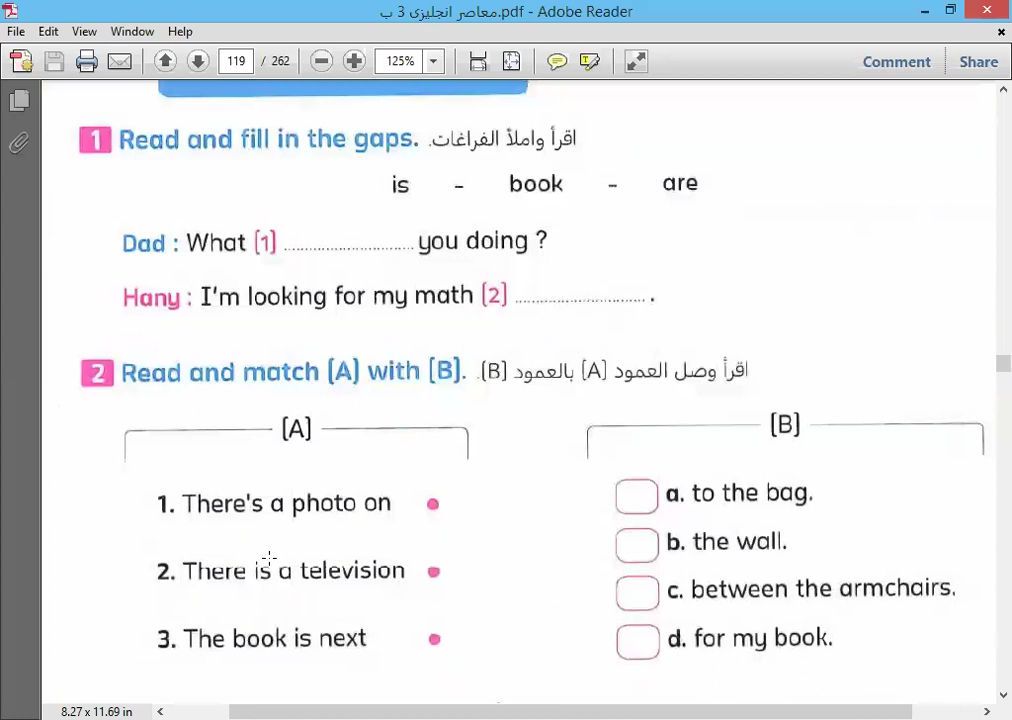 معاصر انجليزى 3 ب.pdf - Adobe Reader
File Edit View Window Help
119 / 262 125% Comment Share
1 Read and fill in the gaps. اقرأ واملأ الفراغات.
is - book - are
Dad : What [1] ............................ you doing ?
Hany : I'm looking for my math [2] ............................ .
2 Read and match [A] with [B]. اقرأ وصل العمود [A] بالعمود [B].
[A] [B]
1. There's a photo on
a. to the bag.
b. the wall.
2. There is a television
c. between the armchairs.
3. The book is next
d. for my book.
8.27 x 11.69 in